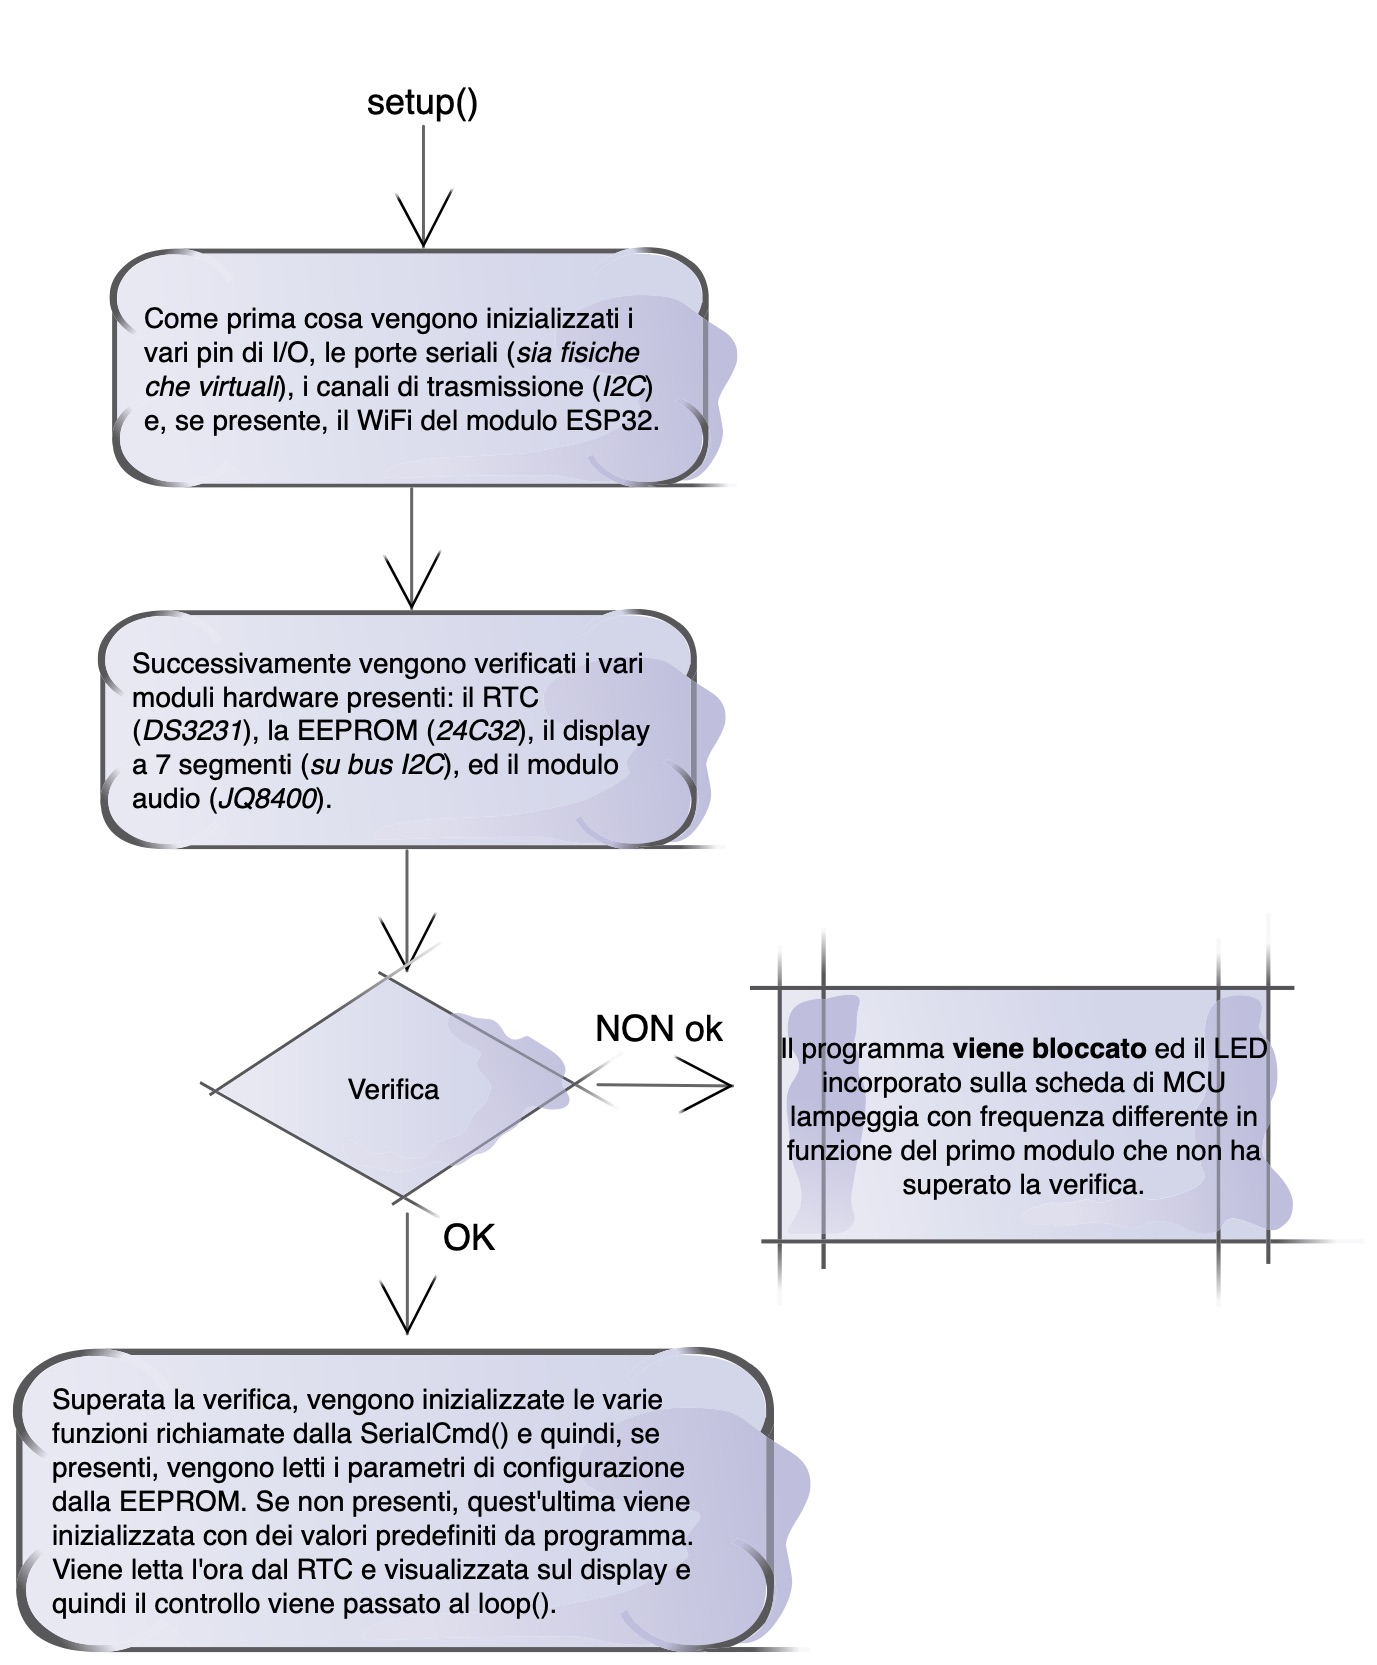 setup()
Come prima cosa vengono inizializzati i
vari pin di I/O, le porte seriali (sia fisiche
che virtuali), i canali di trasmissione (I2C)
e, se presente, il WiFi del modulo ESP32.
Successivamente vengono verificati i vari
moduli hardware presenti: il RTC
(DS3231), la EEPROM (24C32), il display
a 7 segmenti (su bus I2C), ed il modulo
audio (JQ8400).
Verifica
NON ok
Il programma viene bloccato ed il LED
incorporato sulla scheda di MCU
lampeggia con frequenza differente in
funzione del primo modulo che non ha
superato la verifica.
OK
Superata la verifica, vengono inizializzate le varie
funzioni richiamate dalla SerialCmd() e quindi, se
presenti, vengono letti i parametri di configurazione
dalla EEPROM. Se non presenti, quest'ultima viene
inizializzata con dei valori predefiniti da programma.
Viene letta l'ora dal RTC e visualizzata sul display e
quindi il controllo viene passato al loop().